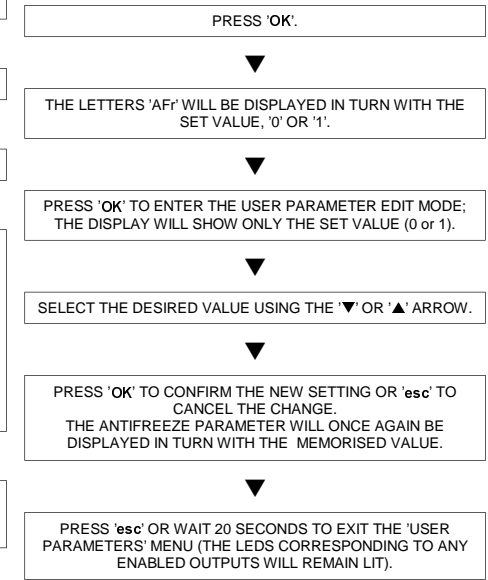 PRESS 'OK'.
▼
THE LETTERS 'AFr' WILL BE DISPLAYED IN TURN WITH THE
SET VALUE, '0' OR '1'.
▼
PRESS 'OK' TO ENTER THE USER PARAMETER EDIT MODE;
THE DISPLAY WILL SHOW ONLY THE SET VALUE (0 or 1).
▼
SELECT THE DESIRED VALUE USING THE '▼' OR '▲' ARROW.
▼
PRESS 'OK' TO CONFIRM THE NEW SETTING OR 'esc' TO
CANCEL THE CHANGE.
THE ANTIFREEZE PARAMETER WILL ONCE AGAIN BE
DISPLAYED IN TURN WITH THE MEMORISED VALUE.
▼
PRESS 'esc' OR WAIT 20 SECONDS TO EXIT THE 'USER
PARAMETERS' MENU (THE LEDS CORRESPONDING TO ANY
ENABLED OUTPUTS WILL REMAIN LIT).